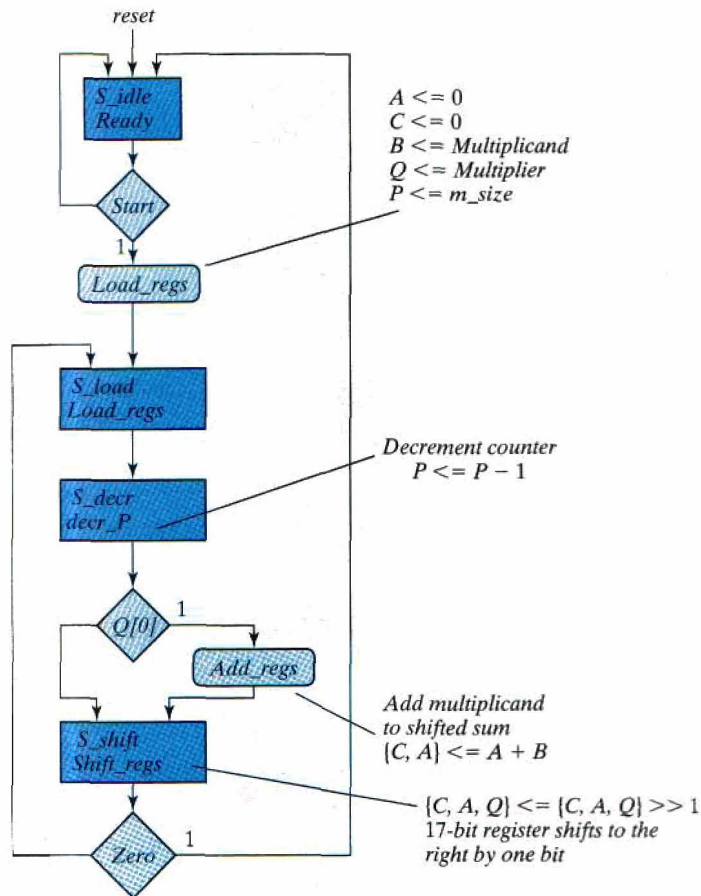 reset
S_idle
Ready
A <= 0
C <= 0
B <= Multiplicand
Q <= Multiplier
P <= m_size
Start
1
Load_regs
S_load
Load_regs
Decrement counter
P <= P − 1
S_decr
decr_P
1
Q[0]
Add_regs
Add multiplicand
to shifted sum
{C, A} <= A + B
S_shift
Shift_regs
{C, A, Q} <= {C, A, Q} >> 1
17-bit register shifts to the
right by one bit
1
Zero